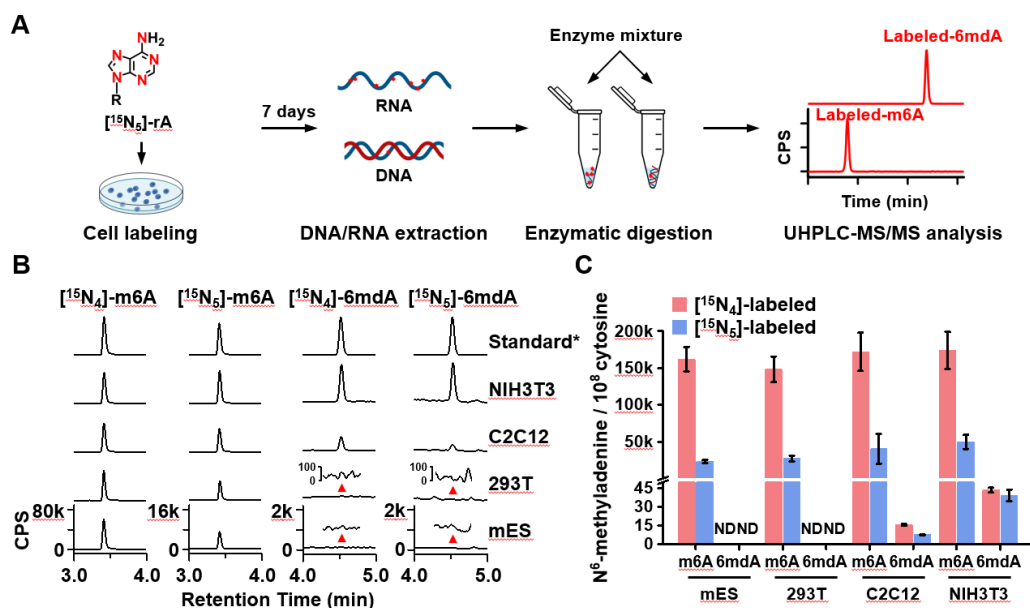 A
NH₂
N
N
N
N
R
[¹⁵N₅]-rA
Cell labeling
7 days
RNA
DNA
DNA/RNA extraction
Enzyme mixture
Enzymatic digestion
Labeled-6mdA
Labeled-m6A
CPS
Time (min)
UHPLC-MS/MS analysis
B
[¹⁵N₄]-m6A [¹⁵N₅]-m6A [¹⁵N₄]-6mdA [¹⁵N₅]-6mdA
Standard*
NIH3T3
C2C12
100 100
0 0
293T
80k 16k 2k 2k
mES
CPS
0 0 0 0
3.0 4.0 3.0 4.0 4.0 5.0 4.0 5.0
Retention Time (min)
C
[¹⁵N₄]-labeled
[¹⁵N₅]-labeled
N⁶-methyladenine / 10⁸ cytosine
200k
150k
100k
50k
45
30
15
0
NDND NDND
m6A 6mdA m6A 6mdA m6A 6mdA m6A 6mdA
mES 293T C2C12 NIH3T3